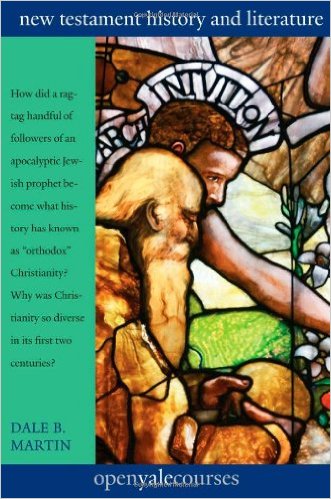 new testament history and literature
How did a rag-
tag handful of
followers of an
apocalyptic Jew-
ish prophet be-
come what his-
tory has known
as “orthodox”
Christianity?
Why was Chris-
tianity so diverse
in its first two
centuries?
INTVITION
DALE B.
MARTIN
openyalecourses